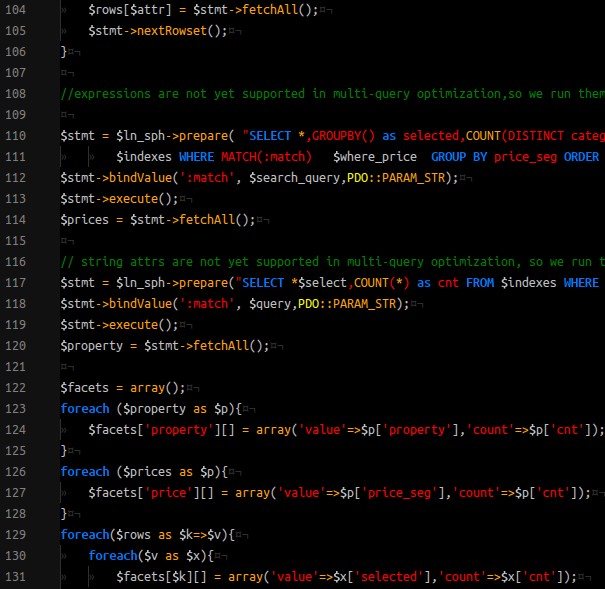 104 $rows[$attr] = $stmt->fetchAll();
105 $stmt->nextRowset();
106 }
107
108 //expressions are not yet supported in multi-query optimization,so we run them
109
110 $stmt = $ln_sph->prepare( "SELECT *,GROUPBY() as selected,COUNT(DISTINCT categ
111 $indexes WHERE MATCH(:match) $where_price GROUP BY price_seg ORDER
112 $stmt->bindValue(':match', $search_query,PDO::PARAM_STR);
113 $stmt->execute();
114 $prices = $stmt->fetchAll();
115
116 // string attrs are not yet supported in multi-query optimization, so we run t
117 $stmt = $ln_sph->prepare("SELECT *$select,COUNT(*) as cnt FROM $indexes WHERE
118 $stmt->bindValue(':match', $query,PDO::PARAM_STR);
119 $stmt->execute();
120 $property = $stmt->fetchAll();
121
122 $facets = array();
123 foreach ($property as $p){
124 $facets['property'][] = array('value'=>$p['property'],'count'=>$p['cnt']);
125 }
126 foreach ($prices as $p){
127 $facets['price'][] = array('value'=>$p['price_seg'],'count'=>$p['cnt']);
128 }
129 foreach($rows as $k=>$v){
130 foreach($v as $x){
131 $facets[$k][] = array('value'=>$x['selected'],'count'=>$x['cnt']);